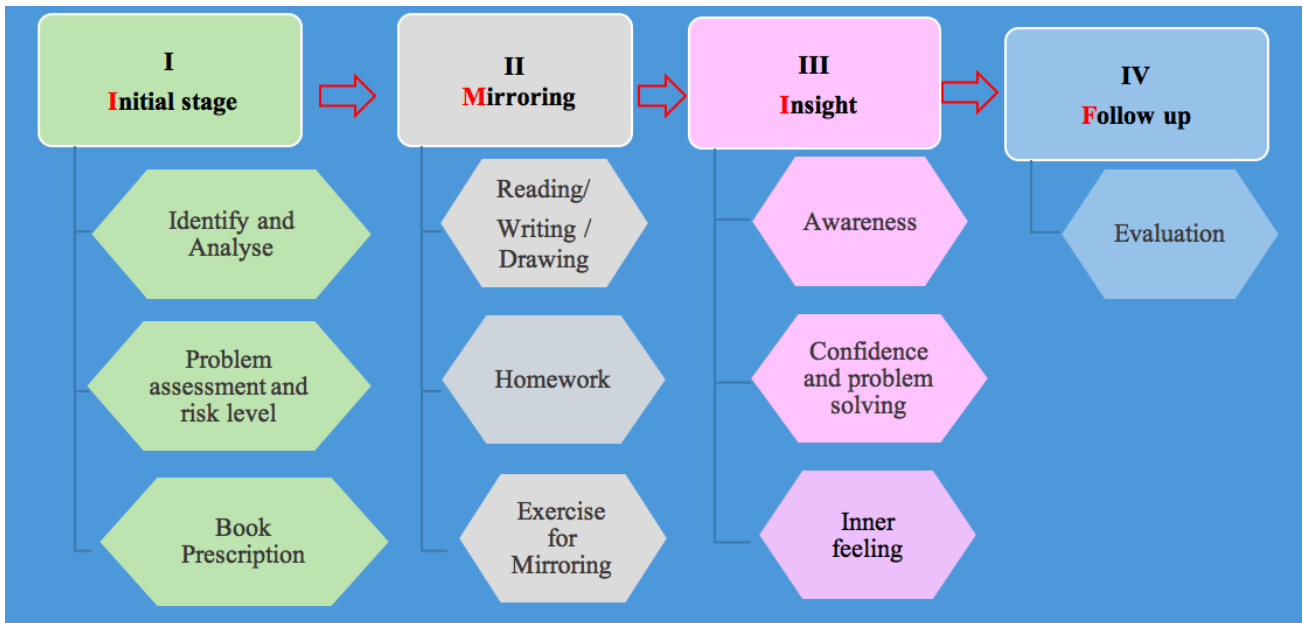 I
Initial stage
Identify and
Analyse
Problem
assessment and
risk level
Book
Prescription
II
Mirroring
Reading/
Writing /
Drawing
Homework
Exercise
for
Mirroring
III
Insight
Awareness
Confidence
and problem
solving
Inner
feeling
IV
Follow up
Evaluation